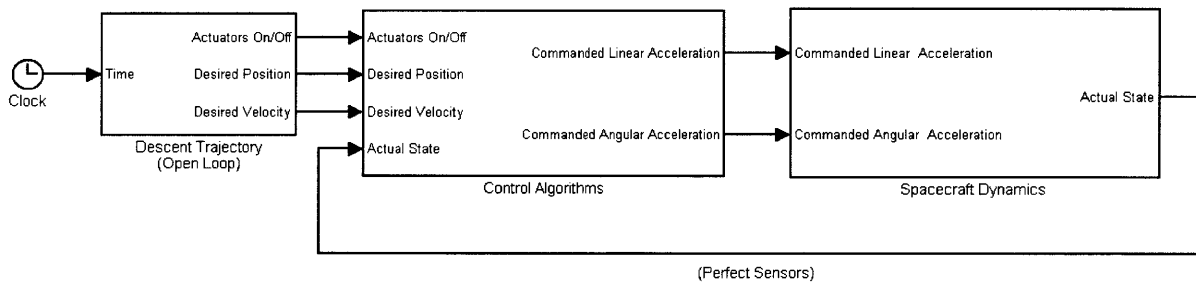 Clock
Time
Actuators On/Off
Desired Position
Desired Velocity
Descent Trajectory
(Open Loop)
Actuators On/Off
Desired Position
Desired Velocity
Actual State
Commanded Linear Acceleration
Commanded Angular Acceleration
Control Algorithms
Commanded Linear Acceleration
Commanded Angular Acceleration
Actual State
Spacecraft Dynamics
(Perfect Sensors)